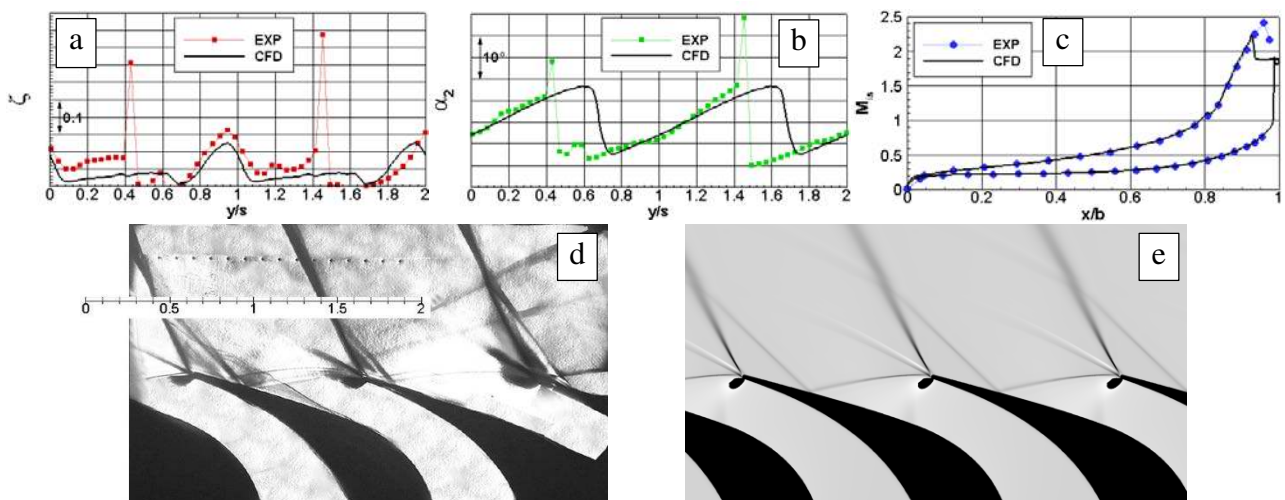 a
EXP
CFD
ζ
0.1
0 0.2 0.4 0.6 0.8 1 1.2 1.4 1.6 1.8 2
y/s
b
EXP
CFD
α2
10°
0 0.2 0.4 0.6 0.8 1 1.2 1.4 1.6 1.8 2
y/s
c
EXP
CFD
Mis
2.5
2
1.5
1
0.5
0
0 0.2 0.4 0.6 0.8 1
x/b
d
0 0.5 1 1.5 2
e